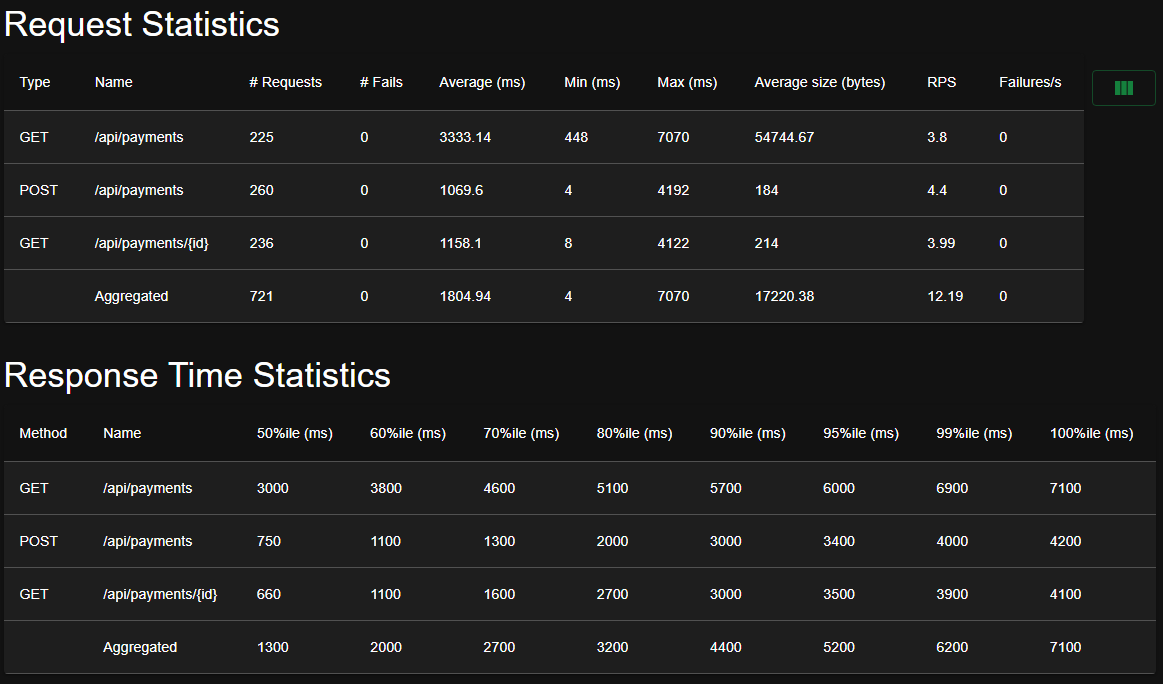 Request Statistics
Type Name # Requests # Fails Average (ms) Min (ms) Max (ms) Average size (bytes) RPS Failures/s
GET /api/payments 225 0 3333.14 448 7070 54744.67 3.8 0
POST /api/payments 260 0 1069.6 4 4192 184 4.4 0
GET /api/payments/{id} 236 0 1158.1 8 4122 214 3.99 0
Aggregated 721 0 1804.94 4 7070 17220.38 12.19 0
Response Time Statistics
Method Name 50%ile (ms) 60%ile (ms) 70%ile (ms) 80%ile (ms) 90%ile (ms) 95%ile (ms) 99%ile (ms) 100%ile (ms)
GET /api/payments 3000 3800 4600 5100 5700 6000 6900 7100
POST /api/payments 750 1100 1300 2000 3000 3400 4000 4200
GET /api/payments/{id} 660 1100 1600 2700 3000 3500 3900 4100
Aggregated 1300 2000 2700 3200 4400 5200 6200 7100